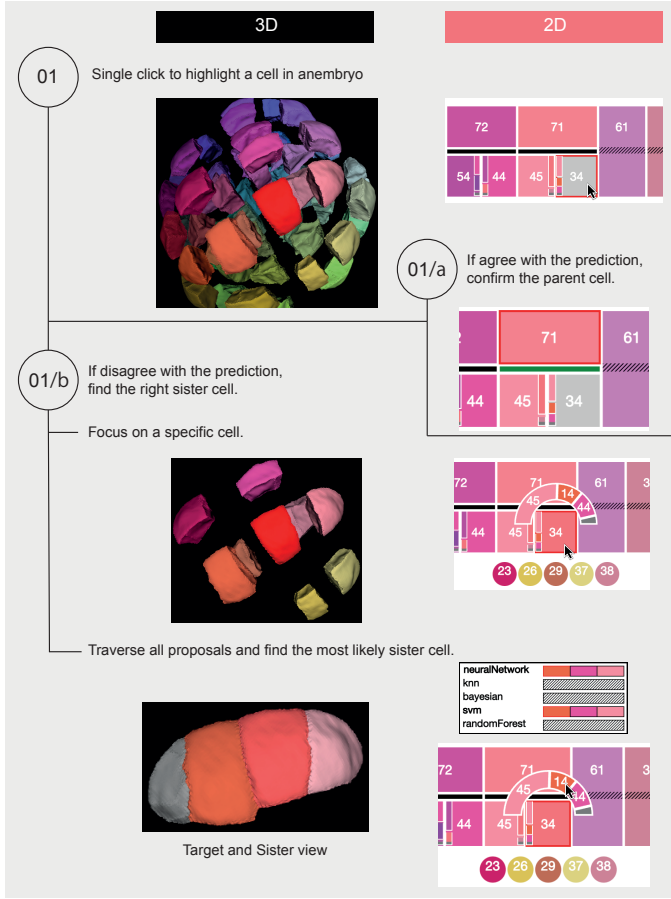 3D
2D
01
Single click to highlight a cell in anembryo
72 71 61
54 44 45 34
01/a
If agree with the prediction,
confirm the parent cell.
71 61
44 45 34
01/b
If disagree with the prediction,
find the right sister cell.
Focus on a specific cell.
72 71 61 3
45 14 44
44 45 34
23 26 29 37 38
Traverse all proposals and find the most likely sister cell.
neuralNetwork
knn
bayesian
svm
randomForest
72 71 61 3
45 14 44
44 45 34
23 26 29 37 38
Target and Sister view